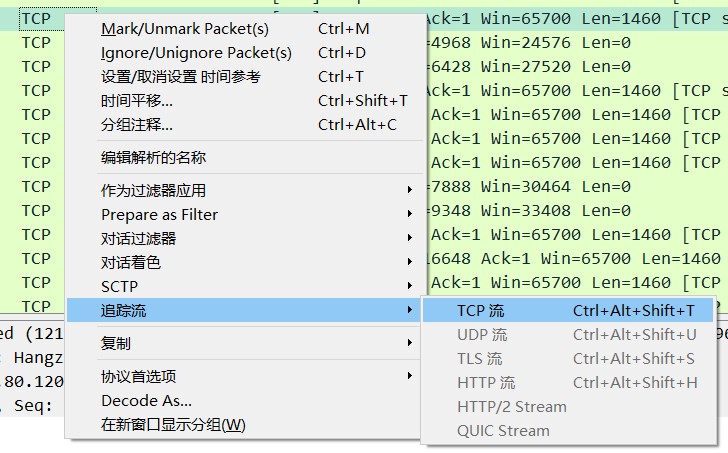 TCP Ack=1 Win=65700 Len=1460 [TCP s
Mark/Unmark Packet(s) Ctrl+M
TCP =4968 Win=24576 Len=0
Ignore/Unignore Packet(s) Ctrl+D
TCP =6428 Win=27520 Len=0
设置/取消设置 时间参考 Ctrl+T
TCP Ack=1 Win=65700 Len=1460 [TCP s
时间平移... Ctrl+Shift+T
TCP Ack=1 Win=65700 Len=1460 [TCP
分组注释... Ctrl+Alt+C
TCP Ack=1 Win=65700 Len=1460 [TCP
编辑解析的名称
TCP Ack=1 Win=65700 Len=1460 [TCP
作为过滤器应用
TCP =7888 Win=30464 Len=0
Prepare as Filter
TCP =9348 Win=33408 Len=0
对话过滤器
TCP Ack=1 Win=65700 Len=1460 [TCP
对话着色
TCP 16648 Ack=1 Win=65700 Len=1460
SCTP
TCP Ack=1 Win=65700 Len=1460 [TCP
追踪流
TCP
TCP 流 Ctrl+Alt+Shift+T
ed (121
UDP 流 Ctrl+Alt+Shift+U
复制
: Hangz
TLS 流 Ctrl+Alt+Shift+S
协议首选项
.80.120
HTTP 流 Ctrl+Alt+Shift+H
Decode As...
, Seq:
HTTP/2 Stream
在新窗口显示分组(W)
QUIC Stream